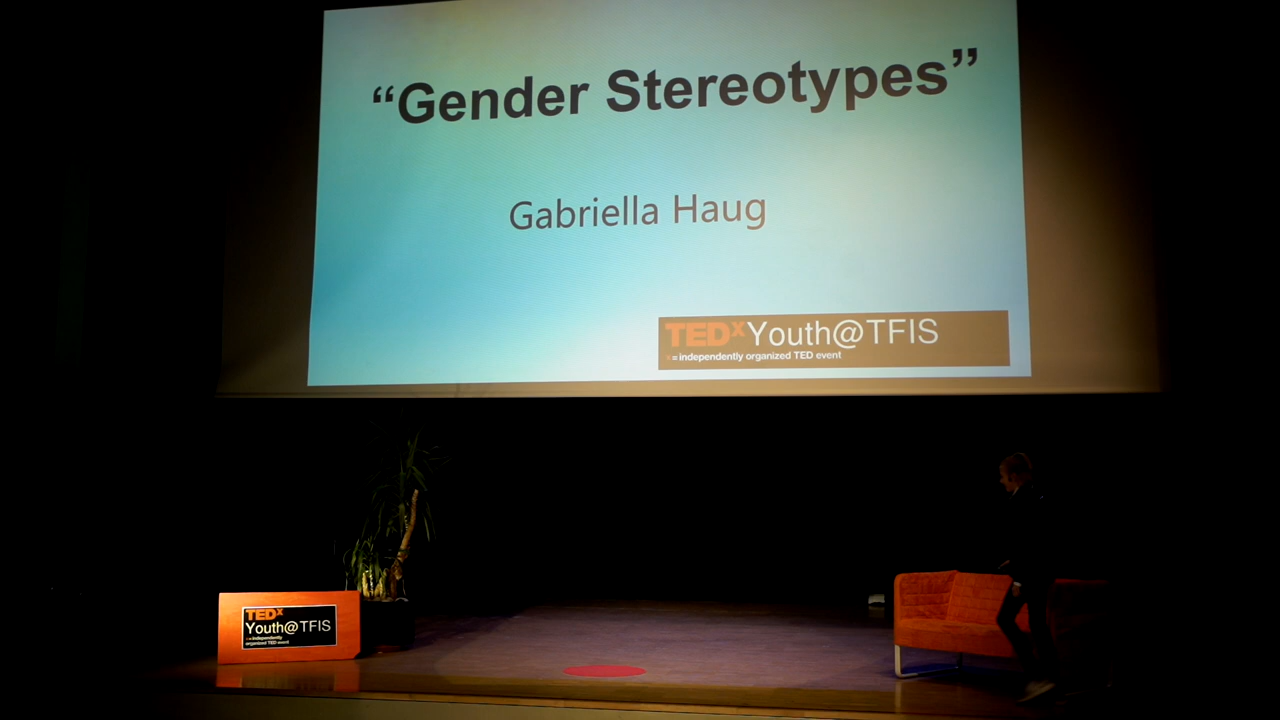 “Gender Stereotypes”
Gabriella Haug
TEDx Youth@TFIS
x = independently organized TED event
TEDx
Youth@TFIS
x = independently
organized TED event